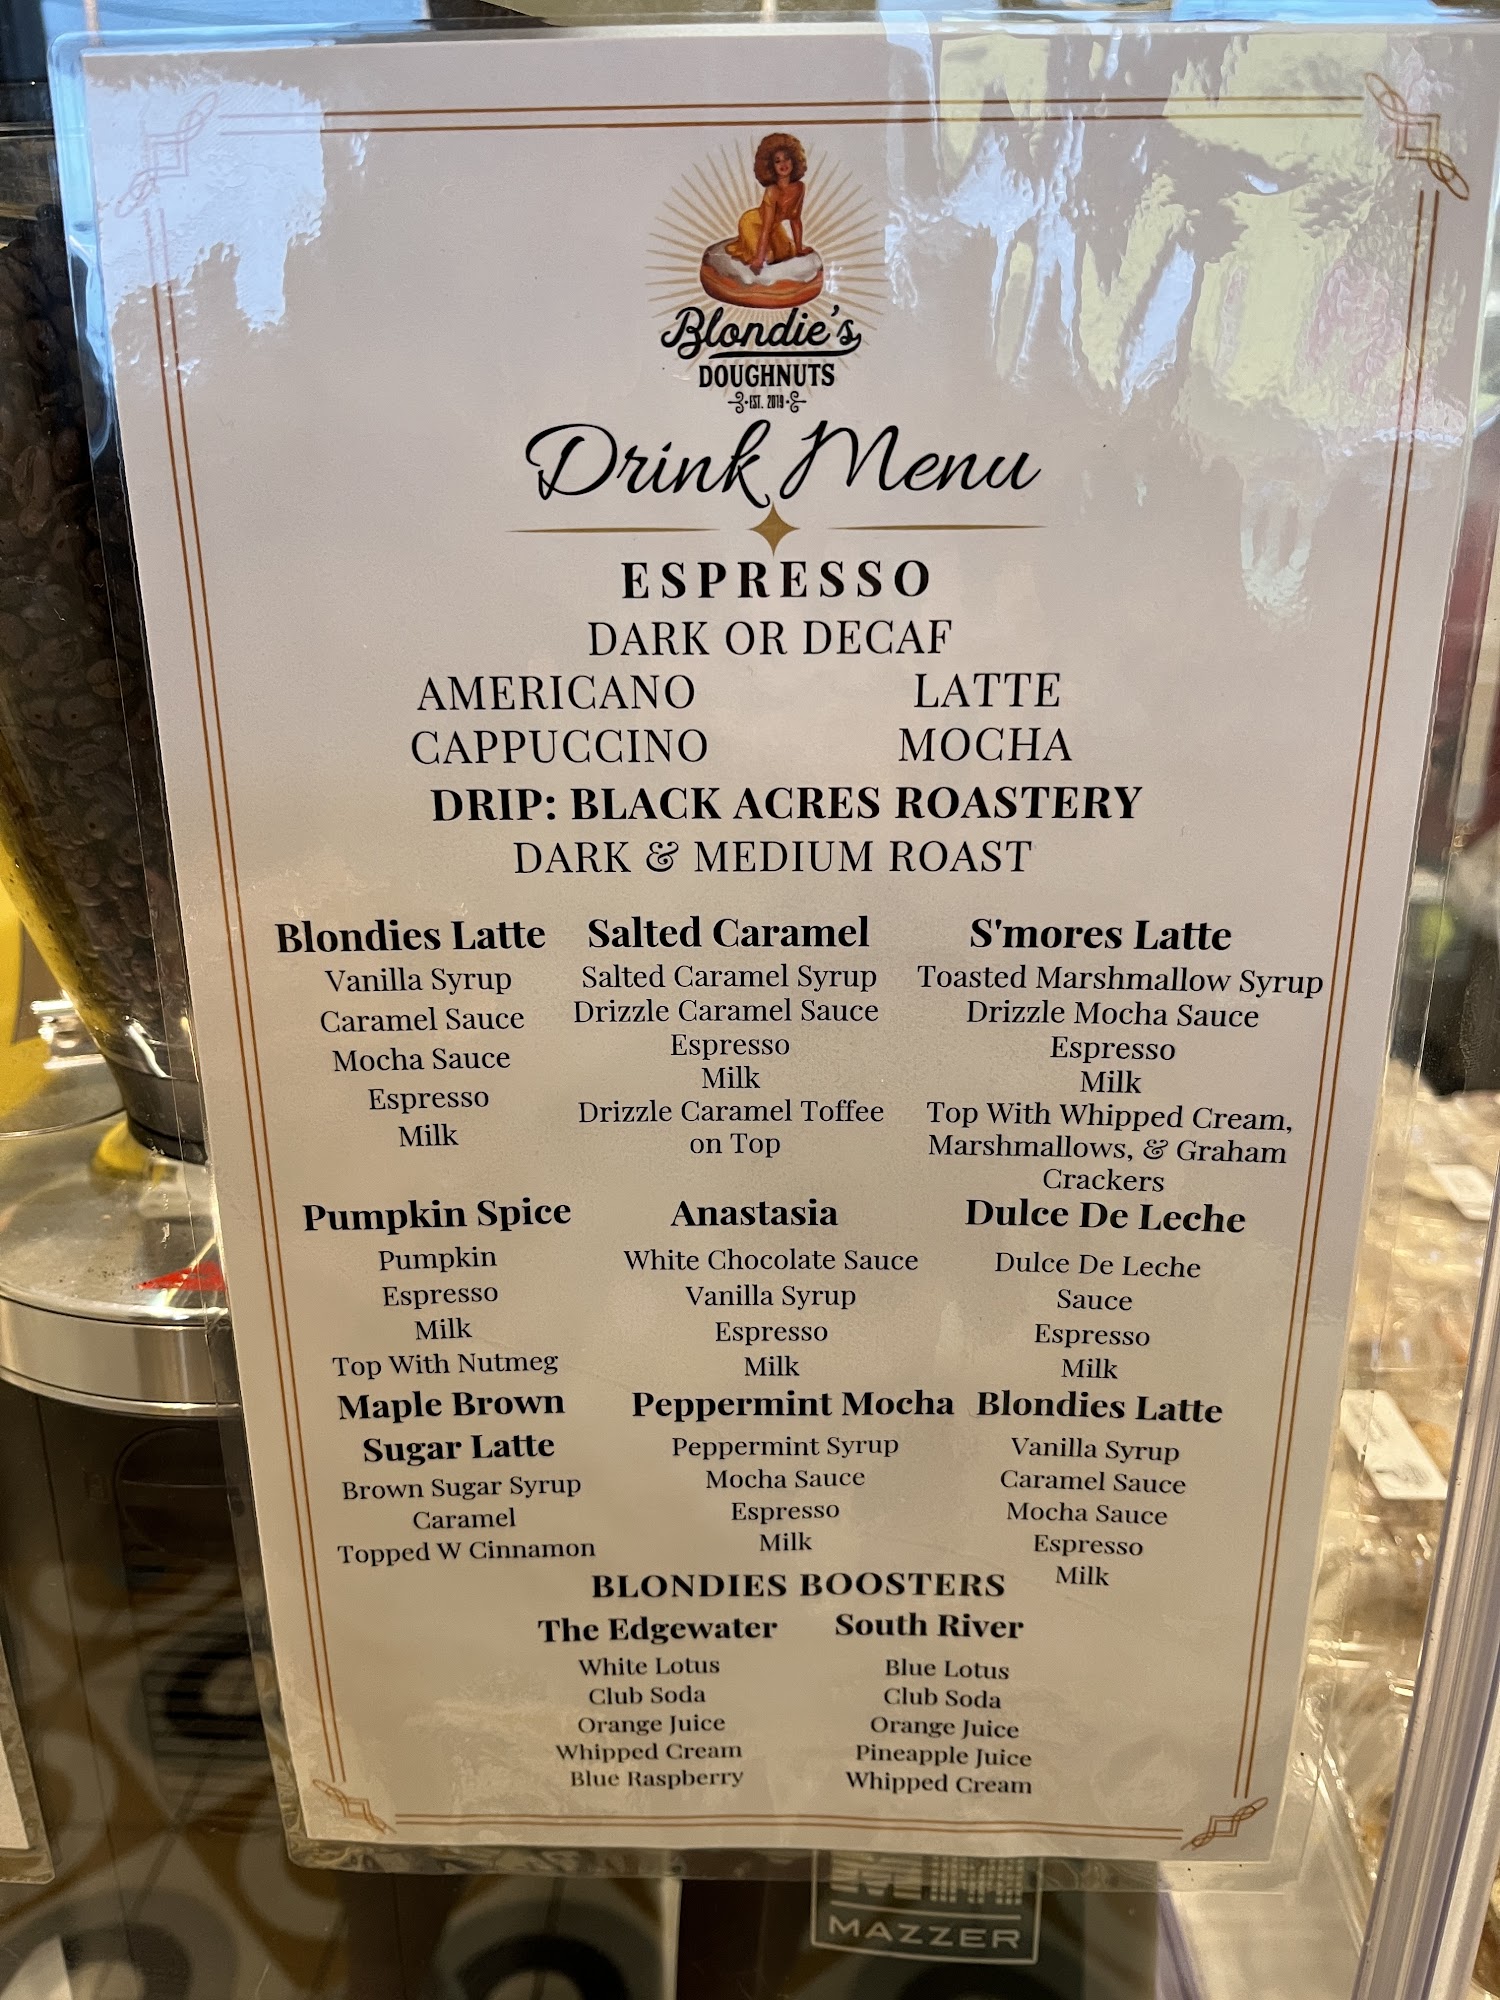 Blondie's
DOUGHNUTS
EST. 2019
Drink Menu
ESPRESSO
DARK OR DECAF
AMERICANO
LATTE
CAPPUCCINO
MOCHA
DRIP: BLACK ACRES ROASTERY
DARK & MEDIUM ROAST
Blondies Latte
Vanilla Syrup
Caramel Sauce
Mocha Sauce
Espresso
Milk
Salted Caramel
Salted Caramel Syrup
Drizzle Caramel Sauce
Espresso
Milk
Drizzle Caramel Toffee
on Top
S'mores Latte
Toasted Marshmallow Syrup
Drizzle Mocha Sauce
Espresso
Milk
Top With Whipped Cream,
Marshmallows, & Graham
Crackers
Pumpkin Spice
Pumpkin
Espresso
Milk
Top With Nutmeg
Anastasia
White Chocolate Sauce
Vanilla Syrup
Espresso
Milk
Dulce De Leche
Dulce De Leche
Sauce
Espresso
Milk
Maple Brown
Sugar Latte
Brown Sugar Syrup
Caramel
Topped W Cinnamon
Peppermint Mocha
Peppermint Syrup
Mocha Sauce
Espresso
Milk
Blondies Latte
Vanilla Syrup
Caramel Sauce
Mocha Sauce
Espresso
Milk
BLONDIES BOOSTERS
The Edgewater
White Lotus
Club Soda
Orange Juice
Whipped Cream
Blue Raspberry
South River
Blue Lotus
Club Soda
Orange Juice
Pineapple Juice
Whipped Cream
MAZZER